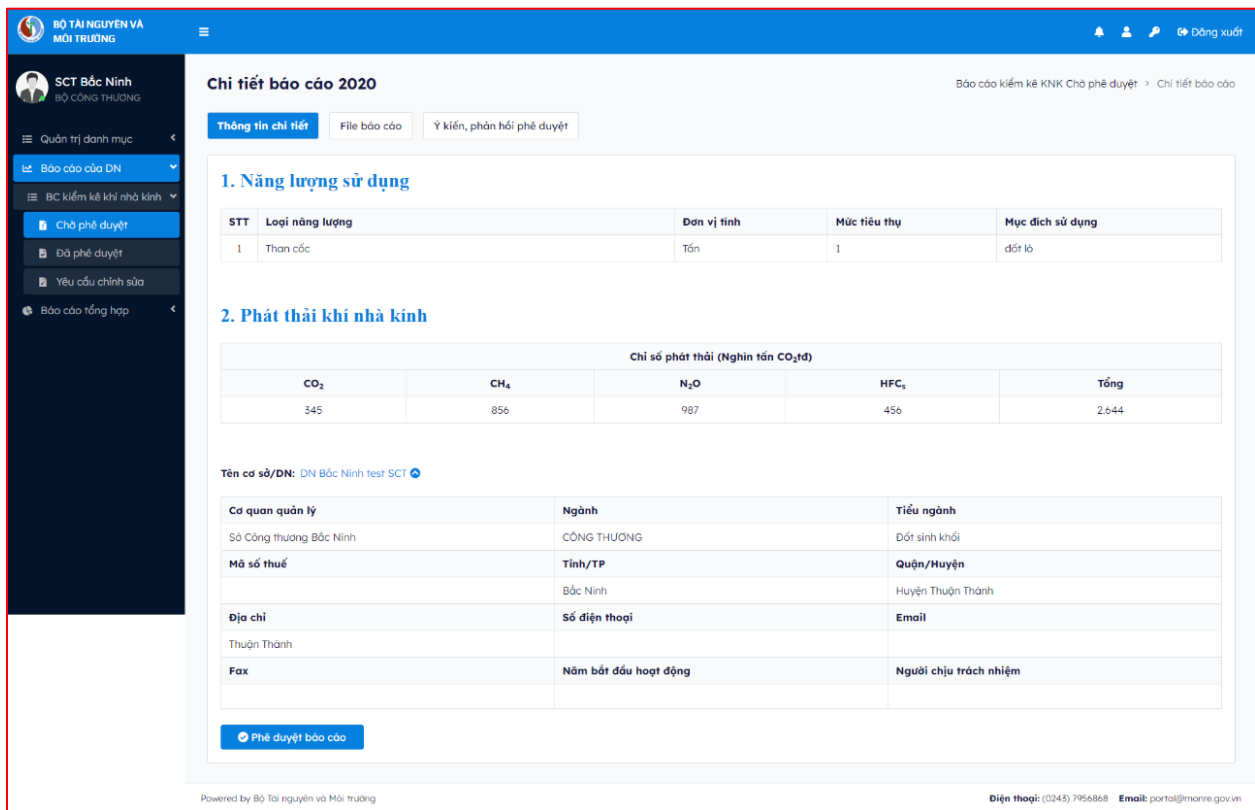 BỘ TÀI NGUYÊN VÀ
MÔI TRƯỜNG
Đăng xuất
SCT Bắc Ninh
BỘ CÔNG THƯƠNG
Quản trị danh mục
Báo cáo của DN
BC kiểm kê khí nhà kính
Chờ phê duyệt
Đã phê duyệt
Yêu cầu chỉnh sửa
Báo cáo tổng hợp
Chi tiết báo cáo 2020
Báo cáo kiểm kê KNK Chờ phê duyệt > Chi tiết báo cáo
Thông tin chi tiết File báo cáo Ý kiến, phản hồi phê duyệt
1. Năng lượng sử dụng
STT Loại năng lượng Đơn vị tính Mức tiêu thụ Mục đích sử dụng
1 Than cốc Tấn 1 đốt lò
2. Phát thải khí nhà kính
Chỉ số phát thải (Nghìn tấn CO₂tđ)
CO₂ CH₄ N₂O HFCₛ Tổng
345 856 987 456 2.644
Tên cơ sở/DN: DN Bắc Ninh test SCT
Cơ quan quản lý Ngành Tiểu ngành
Sở Công thương Bắc Ninh CÔNG THƯƠNG Đốt sinh khối
Mã số thuế Tỉnh/TP Quận/Huyện
Bắc Ninh Huyện Thuận Thành
Địa chỉ Số điện thoại Email
Thuận Thành
Fax Năm bắt đầu hoạt động Người chịu trách nhiệm
Phê duyệt báo cáo
Powered by Bộ Tài nguyên và Môi trường
Điện thoại: (0243) 7956868 Email: portal@monre.gov.vn